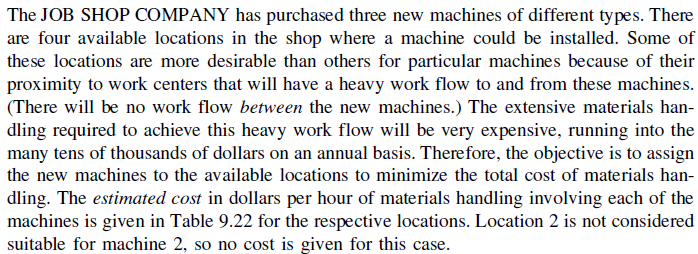 The JOB SHOP COMPANY has purchased three new machines of different types. There
are four available locations in the shop where a machine could be installed. Some of
these locations are more desirable than others for particular machines because of their
proximity to work centers that will have a heavy work flow to and from these machines.
(There will be no work flow between the new machines.) The extensive materials han-
dling required to achieve this heavy work flow will be very expensive, running into the
many tens of thousands of dollars on an annual basis. Therefore, the objective is to assign
the new machines to the available locations to minimize the total cost of materials han-
dling. The estimated cost in dollars per hour of materials handling involving each of the
machines is given in Table 9.22 for the respective locations. Location 2 is not considered
suitable for machine 2, so no cost is given for this case.